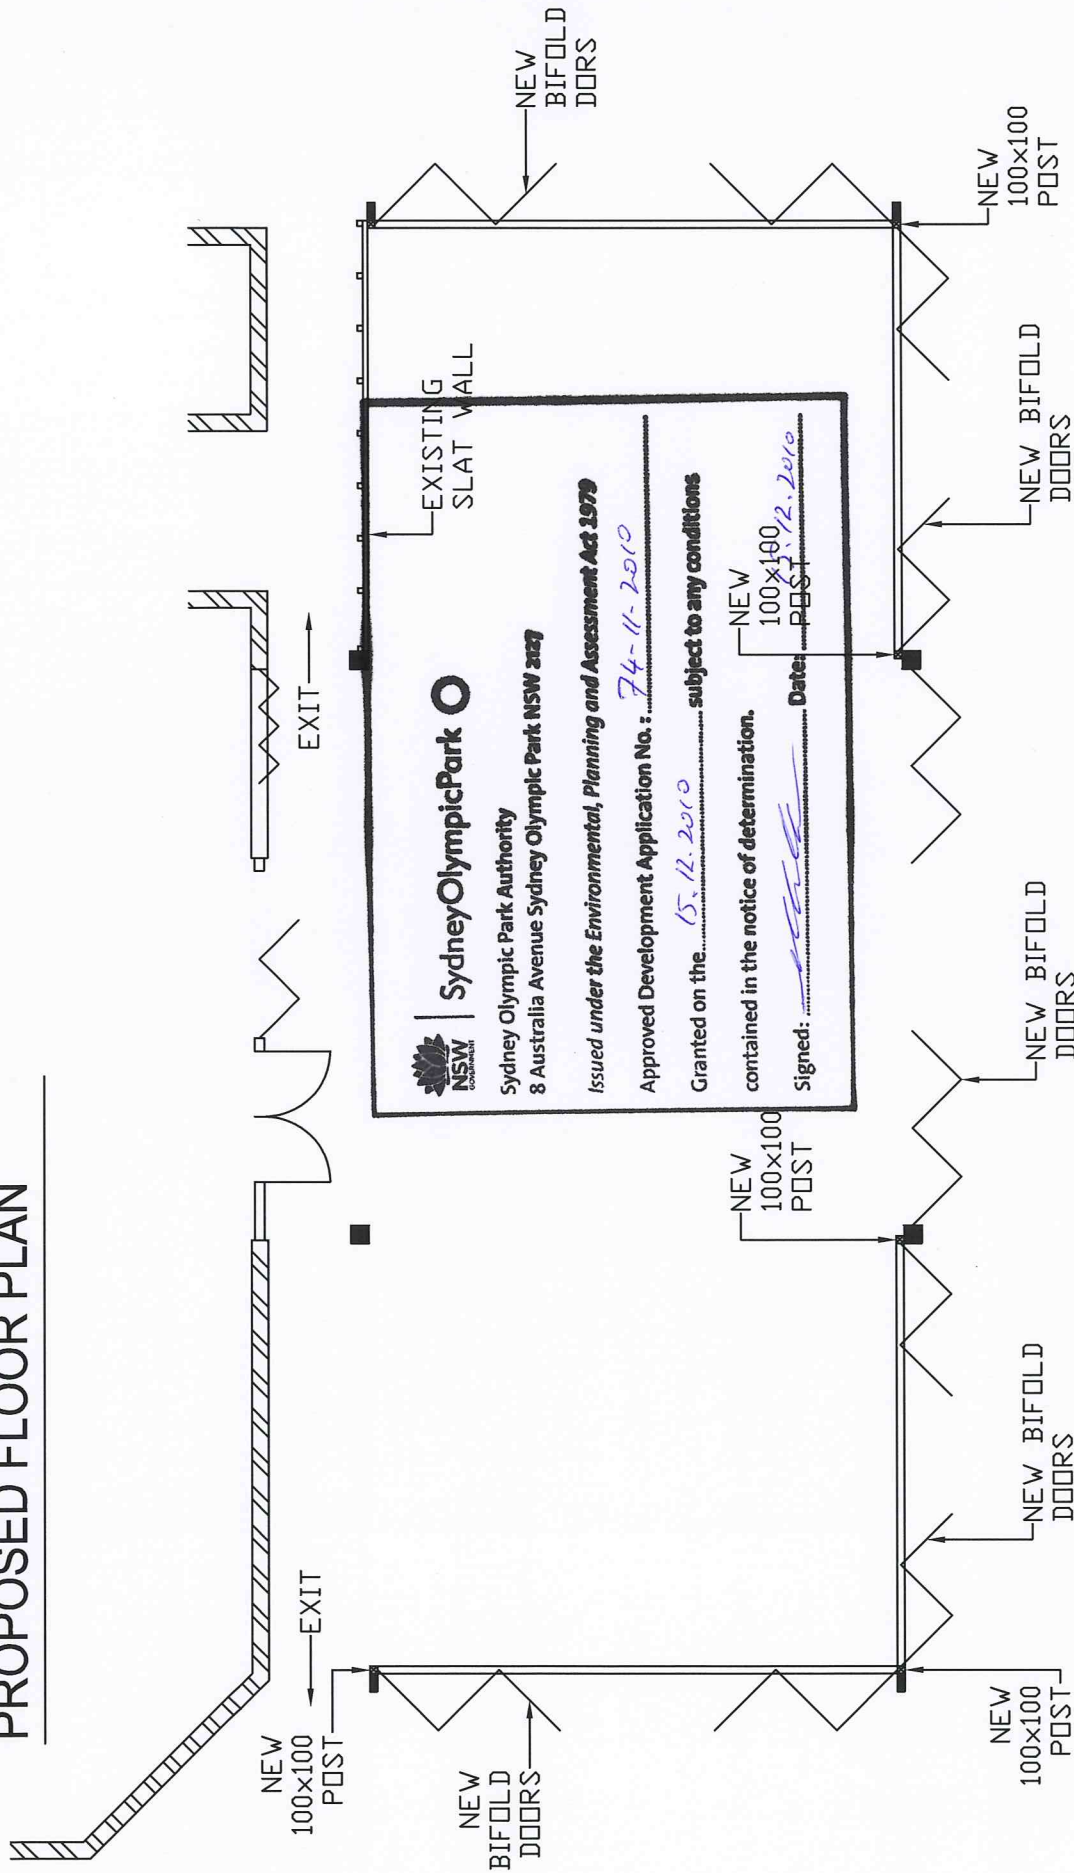 PROPOSED FLOOR PLAN
NEW
100x100
POST
EXIT
EXIT
EXISTING
SLAT WALL
NEW
BIFOLD
DOORS
NEW
BIFOLD
DOORS
NSW
GOVERNMENT
SydneyOlympicPark
Sydney Olympic Park Authority
8 Australia Avenue Sydney Olympic Park NSW 2127
Issued under the Environmental, Planning and Assessment Act 1979
Approved Development Application No. : 74-11-2010
Granted on the 15.12.2010 subject to any conditions
contained in the notice of determination.
Signed: Date: 12.2010
NEW
100x100
POST
NEW
100x100
POST
NEW
100x100
POST
NEW BIFOLD
DOORS
NEW BIFOLD
DOORS
NEW BIFOLD
DOORS
NEW
100x100
POST